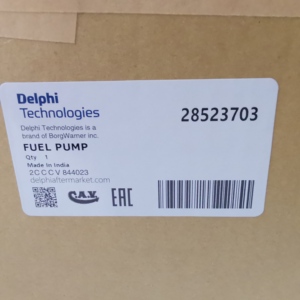 Delphi
Technologies
28523703
Delphi Technologies is a
brand of BorgWarner inc.
FUEL PUMP
Qty 1
Made in India
2CCCV 844023
delphiaftermarket.com
C.A.V.
EAC